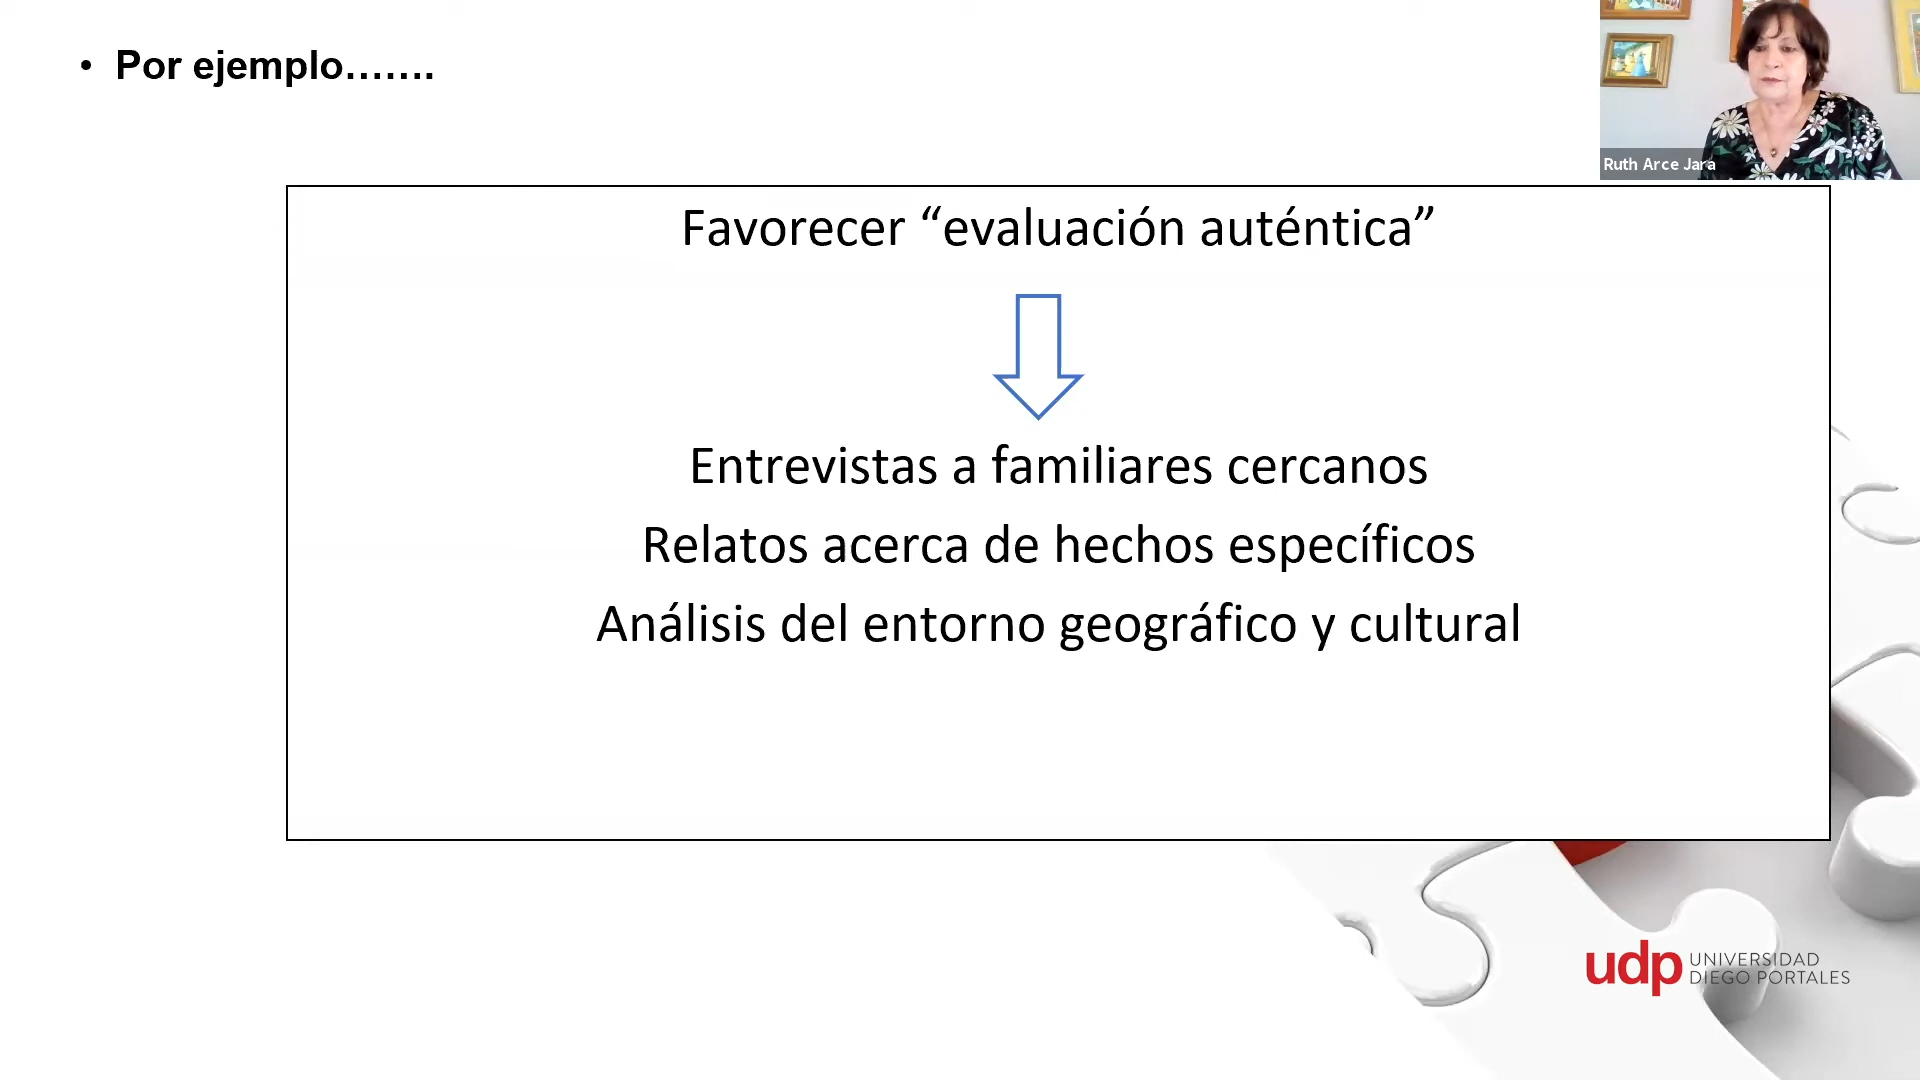 • Por ejemplo…….
Ruth Arce Jara
Favorecer “evaluación auténtica”
Entrevistas a familiares cercanos
Relatos acerca de hechos específicos
Análisis del entorno geográfico y cultural
udp UNIVERSIDAD
DIEGO PORTALES